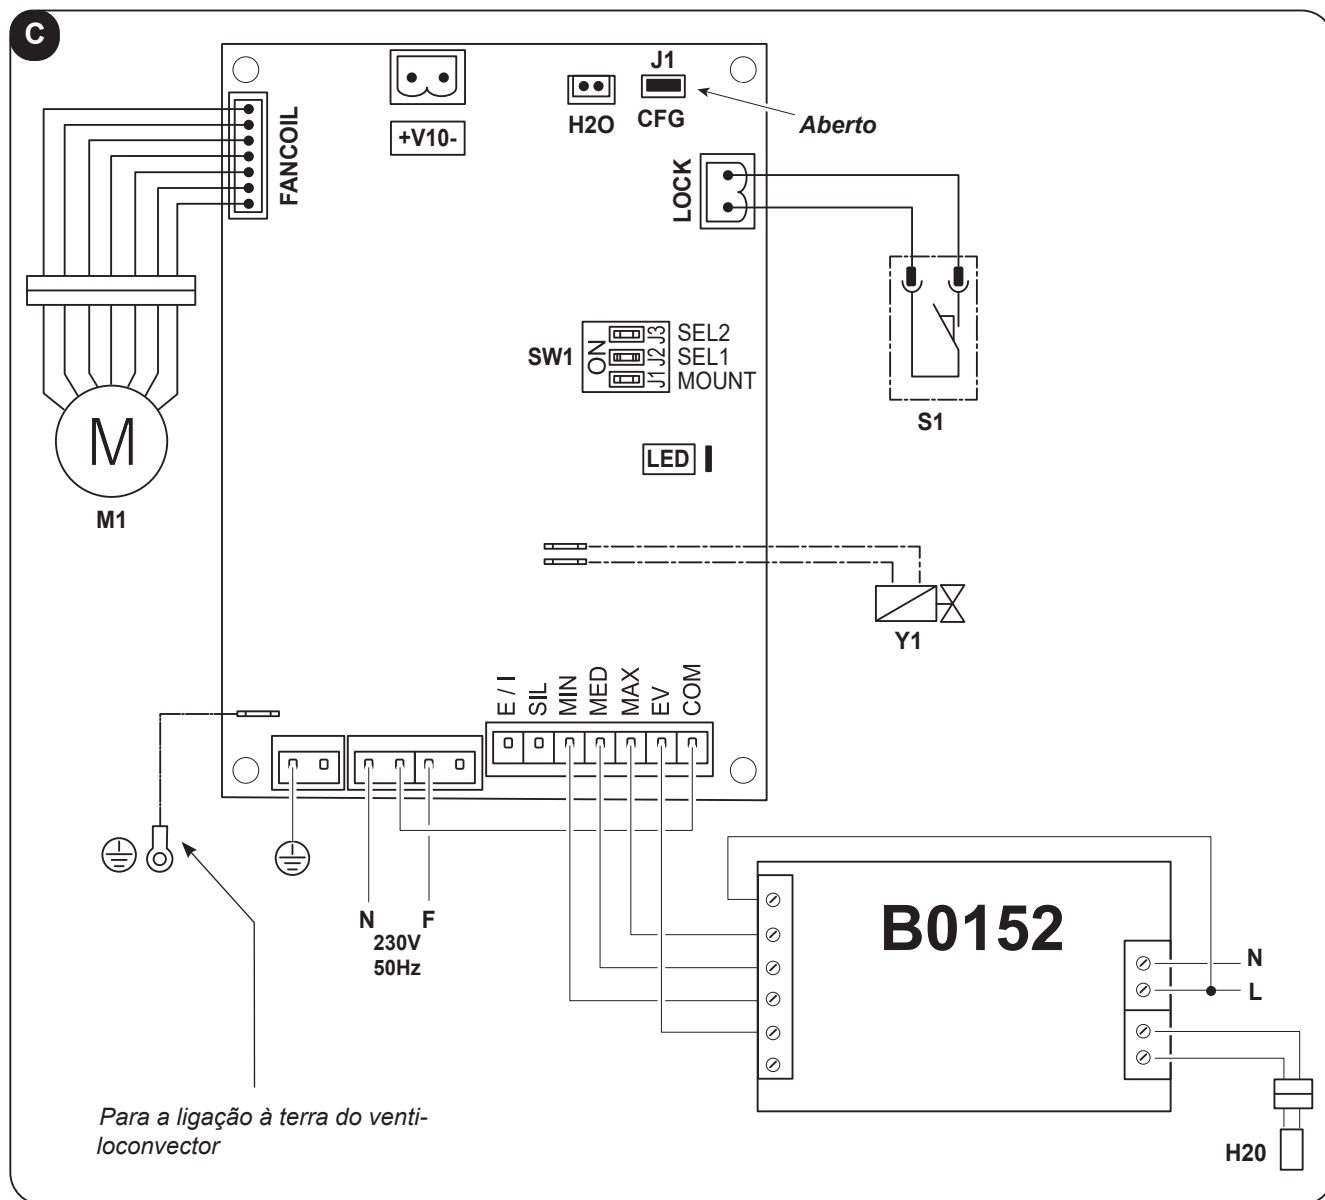 C
J1
+V10-
H2O
CFG
Aberto
FANCOIL
LOCK
SW1
ON
J3 SEL2
J2 SEL1
J1 MOUNT
S1
LED
M
M1
Y1
E / I
SIL
MIN
MED
MAX
EV
COM
N
F
230V
50Hz
B0152
N
L
Para a ligação à terra do venti-
loconvector
H20